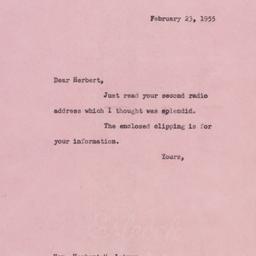 February 23, 1955
Dear Herbert,
Just read your second radio
address which I thought was splendid.
The enclosed clipping is for
your information.
Yours,
Herbert